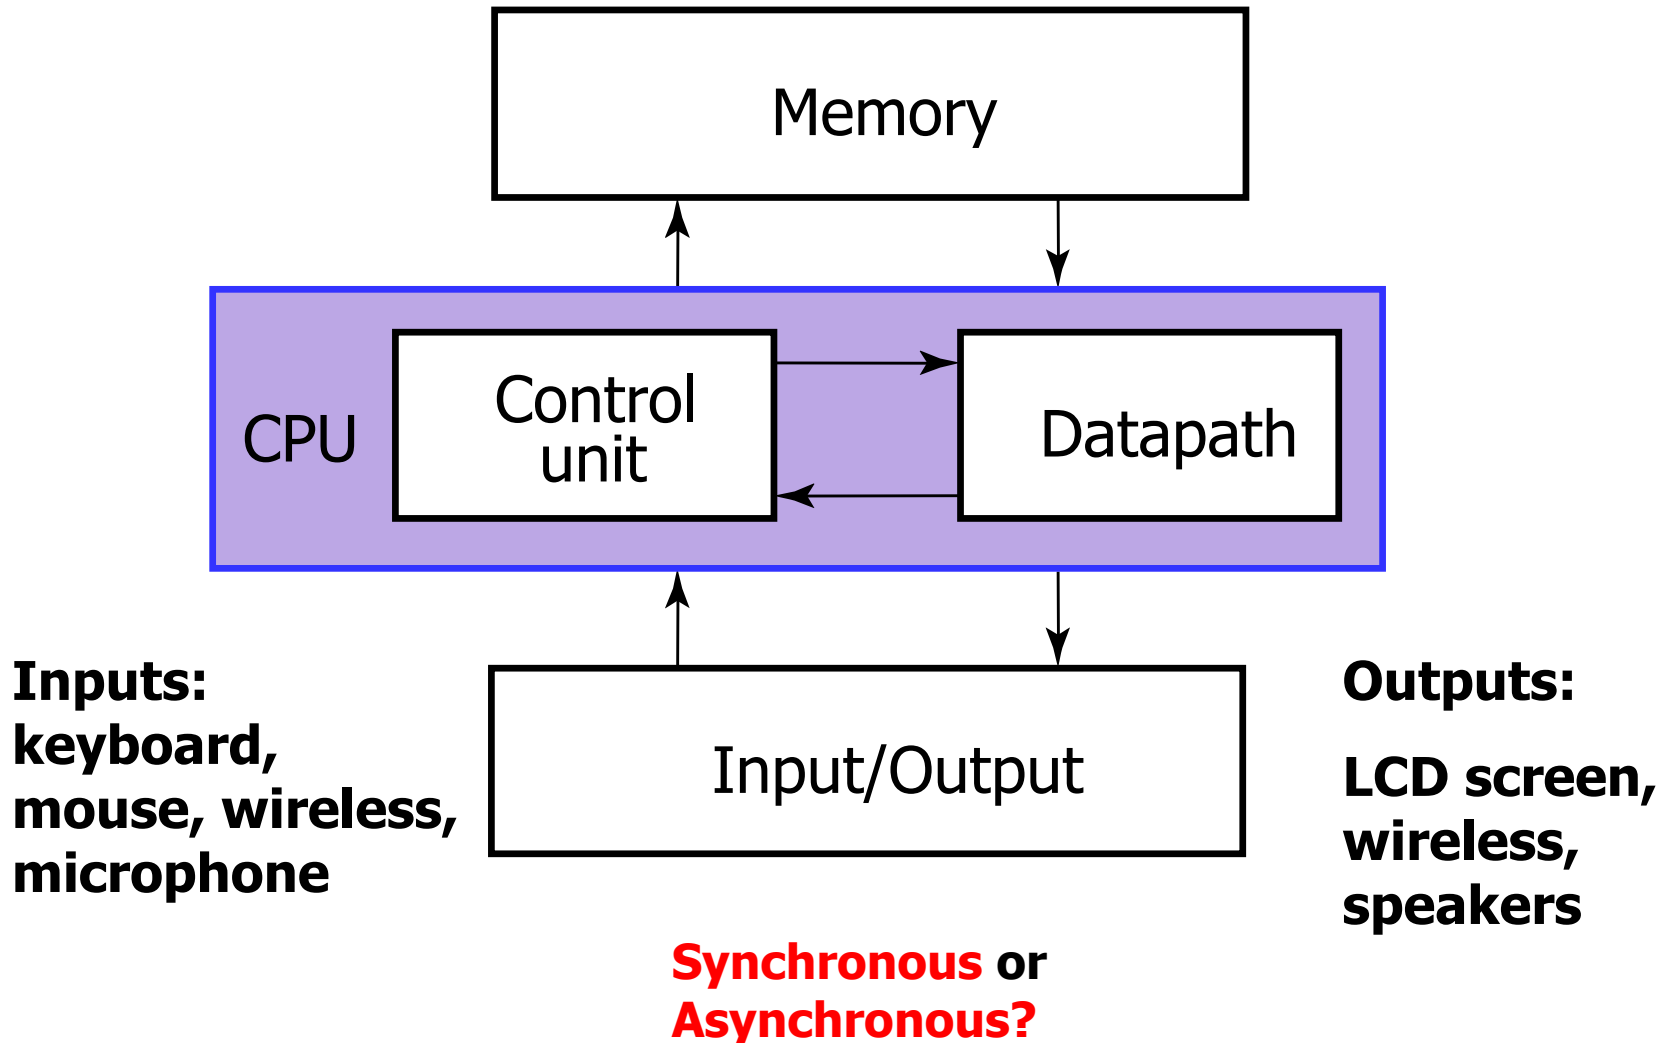 Memory
CPU
Control
unit
Datapath
Inputs:
keyboard,
mouse, wireless,
microphone
Input/Output
Outputs:
LCD screen,
wireless,
speakers
Synchronous or
Asynchronous?